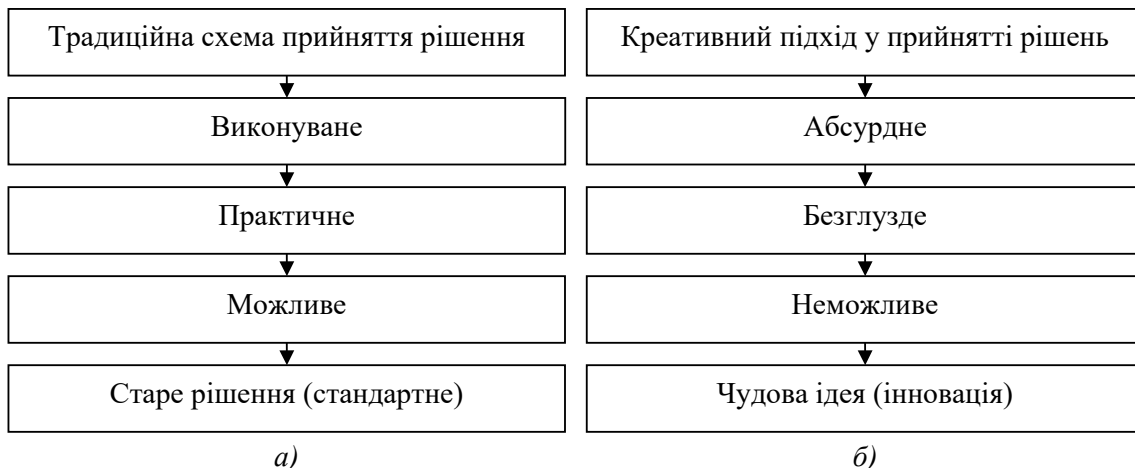 Традиційна схема прийняття рішення
Виконуване
Практичне
Можливе
Старе рішення (стандартне)
а)
Креативний підхід у прийнятті рішень
Абсурдне
Безглузде
Неможливе
Чудова ідея (інновація)
б)